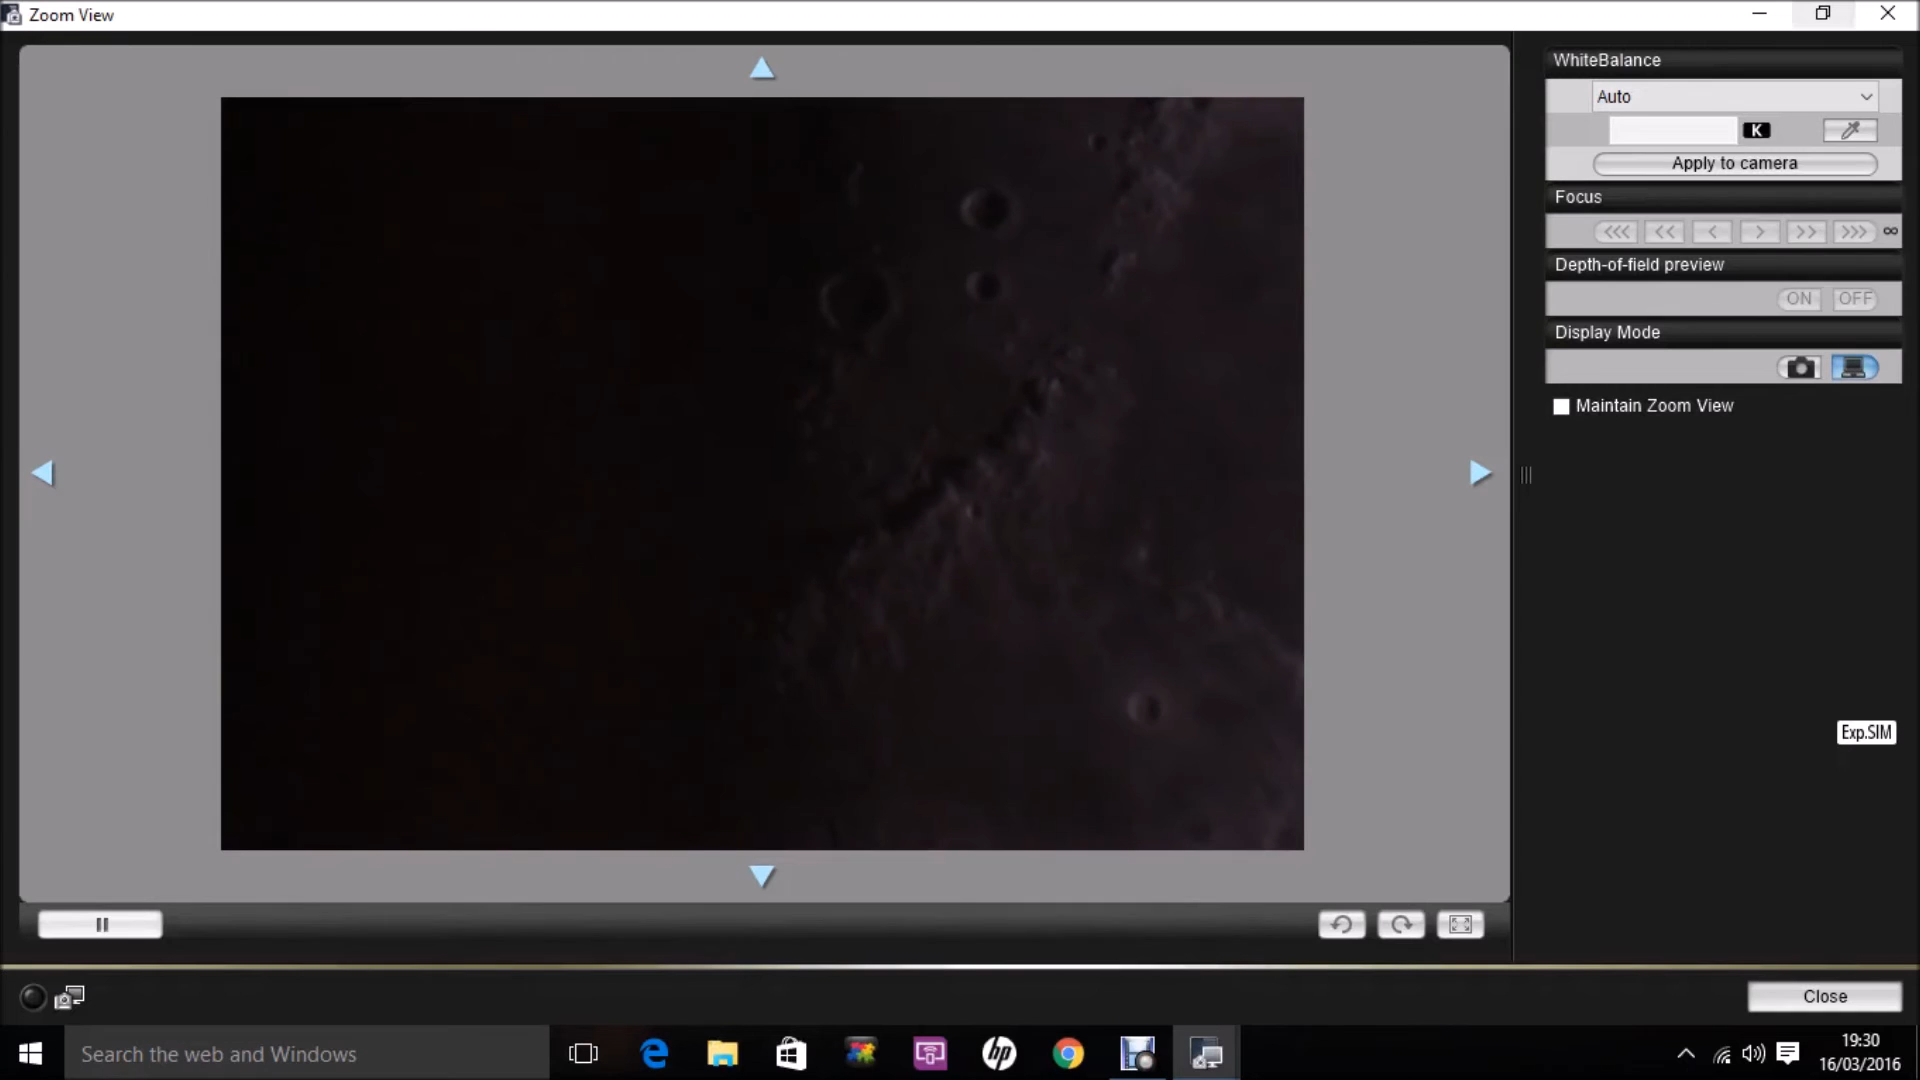 Zoom View
WhiteBalance
Auto
K
Apply to camera
Focus
<<< << < > >> >>> ∞
Depth-of-field preview
ON OFF
Display Mode
Maintain Zoom View
Exp.SIM
Close
Search the web and Windows
hp
19:30
16/03/2016